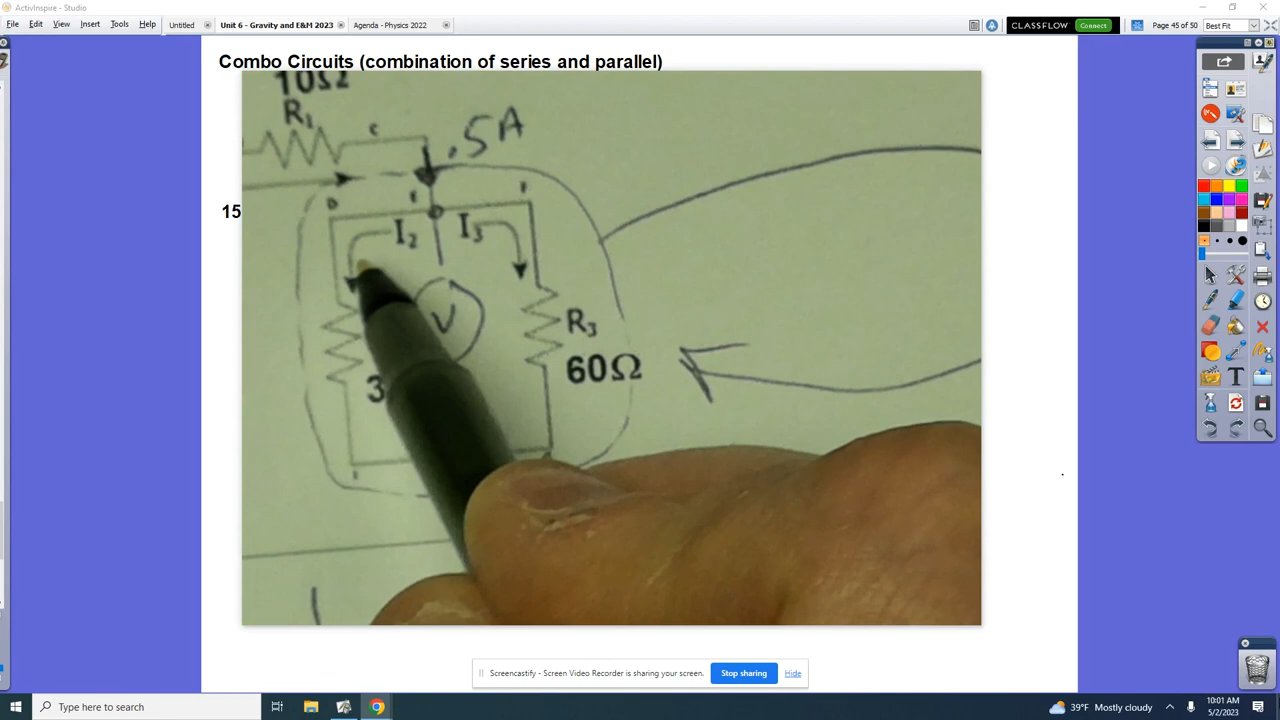 ActivInspire - Studio
File Edit View Insert Tools Help
Untitled
Unit 6 - Gravity and E&M 2023
Agenda - Physics 2022
CLASSFLOW
Connect
Page 45 of 50
Best Fit
Combo Circuits (combination of series and parallel)
10Ω
R₁
.5A
15
I₂
I₃
V
R₃
60Ω
3
T
Screencastify - Screen Video Recorder is sharing your screen.
Stop sharing
Hide
Type here to search
39°F Mostly cloudy
10:01 AM
5/2/2023